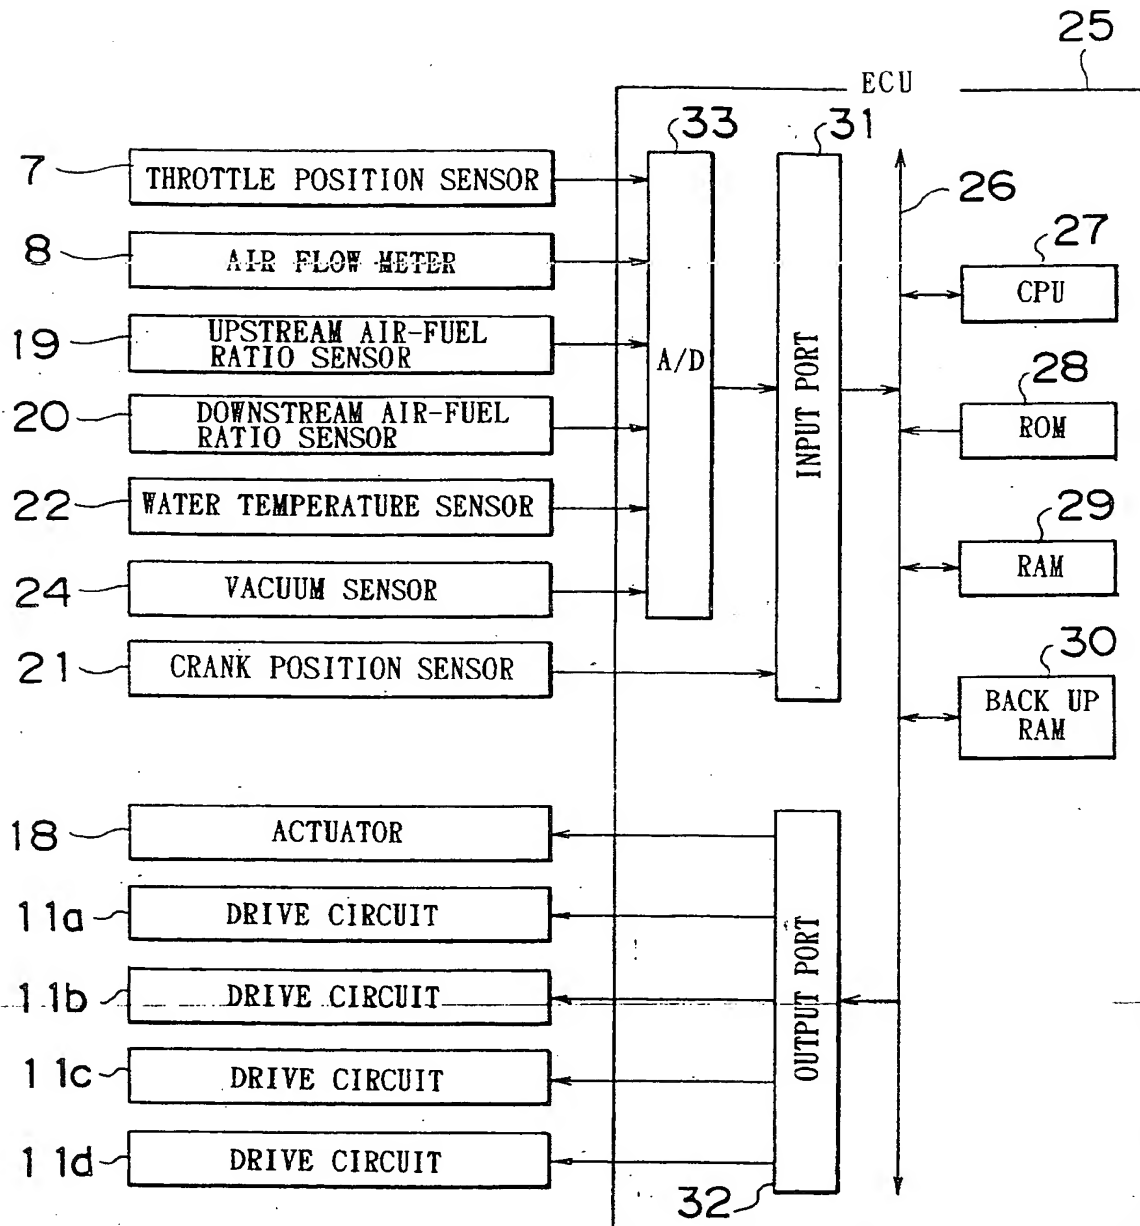 25
ECU
33
31
7
THROTTLE POSITION SENSOR
26
8
AIR FLOW METER
27
CPU
19
UPSTREAM AIR-FUEL
RATIO SENSOR
A/D
INPUT PORT
28
ROM
20
DOWNSTREAM AIR-FUEL
RATIO SENSOR
22
WATER TEMPERATURE SENSOR
29
RAM
24
VACUUM SENSOR
21
CRANK POSITION SENSOR
30
BACK UP
RAM
18
ACTUATOR
11a
DRIVE CIRCUIT
OUTPUT PORT
11b
DRIVE CIRCUIT
11c
DRIVE CIRCUIT
11d
DRIVE CIRCUIT
32